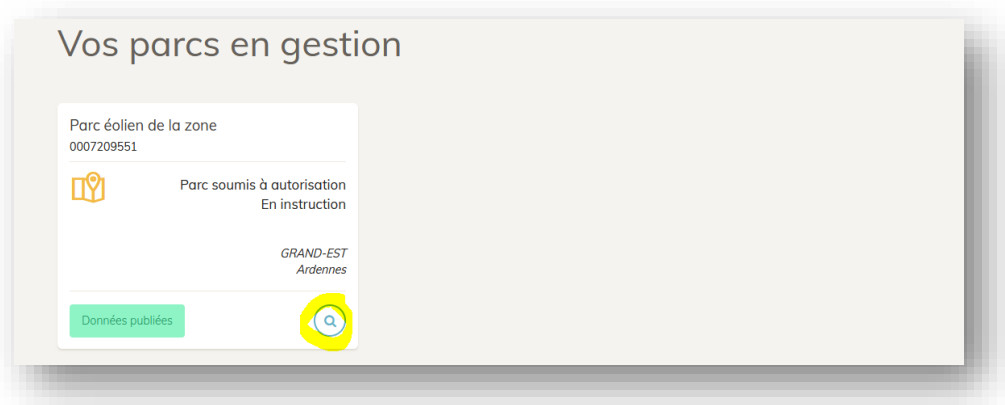 Vos parcs en gestion
Parc éolien de la zone
0007209551
Parc soumis à autorisation
En instruction
GRAND-EST
Ardennes
Données publiées